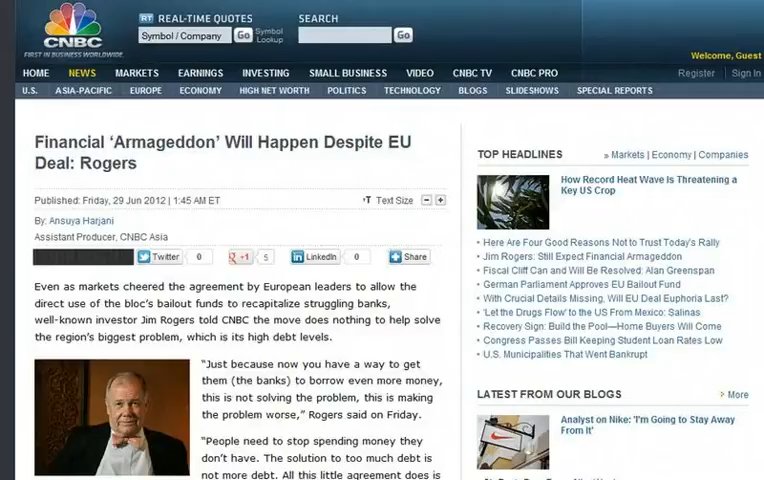 RT REAL-TIME QUOTES
SEARCH
CNBC
FIRST IN BUSINESS WORLDWIDE.
Symbol / Company
Go
Symbol Lookup
Go
Welcome, Guest
HOME NEWS MARKETS EARNINGS INVESTING SMALL BUSINESS VIDEO CNBC TV CNBC PRO
Register Sign In
U.S. ASIA-PACIFIC EUROPE ECONOMY HIGH NET WORTH POLITICS TECHNOLOGY BLOGS SLIDESHOWS SPECIAL REPORTS
Financial ‘Armageddon’ Will Happen Despite EU
Deal: Rogers
Published: Friday, 29 Jun 2012 | 1:45 AM ET
Text Size
By: Ansuya Harjani
Assistant Producer, CNBC Asia
Twitter 0 +1 5 LinkedIn 0 Share
Even as markets cheered the agreement by European leaders to allow the
direct use of the bloc's bailout funds to recapitalize struggling banks,
well-known investor Jim Rogers told CNBC the move does nothing to help solve
the region's biggest problem, which is its high debt levels.
“Just because now you have a way to get
them (the banks) to borrow even more money,
this is not solving the problem, this is making
the problem worse,” Rogers said on Friday.
“People need to stop spending money they
don't have. The solution to too much debt is
not more debt. All this little agreement does is
TOP HEADLINES
» Markets | Economy | Companies
How Record Heat Wave Is Threatening a
Key US Crop
Here Are Four Good Reasons Not to Trust Today's Rally
Jim Rogers: Still Expect Financial Armageddon
Fiscal Cliff Can and Will Be Resolved: Alan Greenspan
German Parliament Approves EU Bailout Fund
With Crucial Details Missing, Will EU Deal Euphoria Last?
'Let the Drugs Flow' to the US From Mexico: Salinas
Recovery Sign: Build the Pool—Home Buyers Will Come
Congress Passes Bill Keeping Student Loan Rates Low
U.S. Municipalities That Went Bankrupt
LATEST FROM OUR BLOGS
More
Analyst on Nike: 'I'm Going to Stay Away
From It'